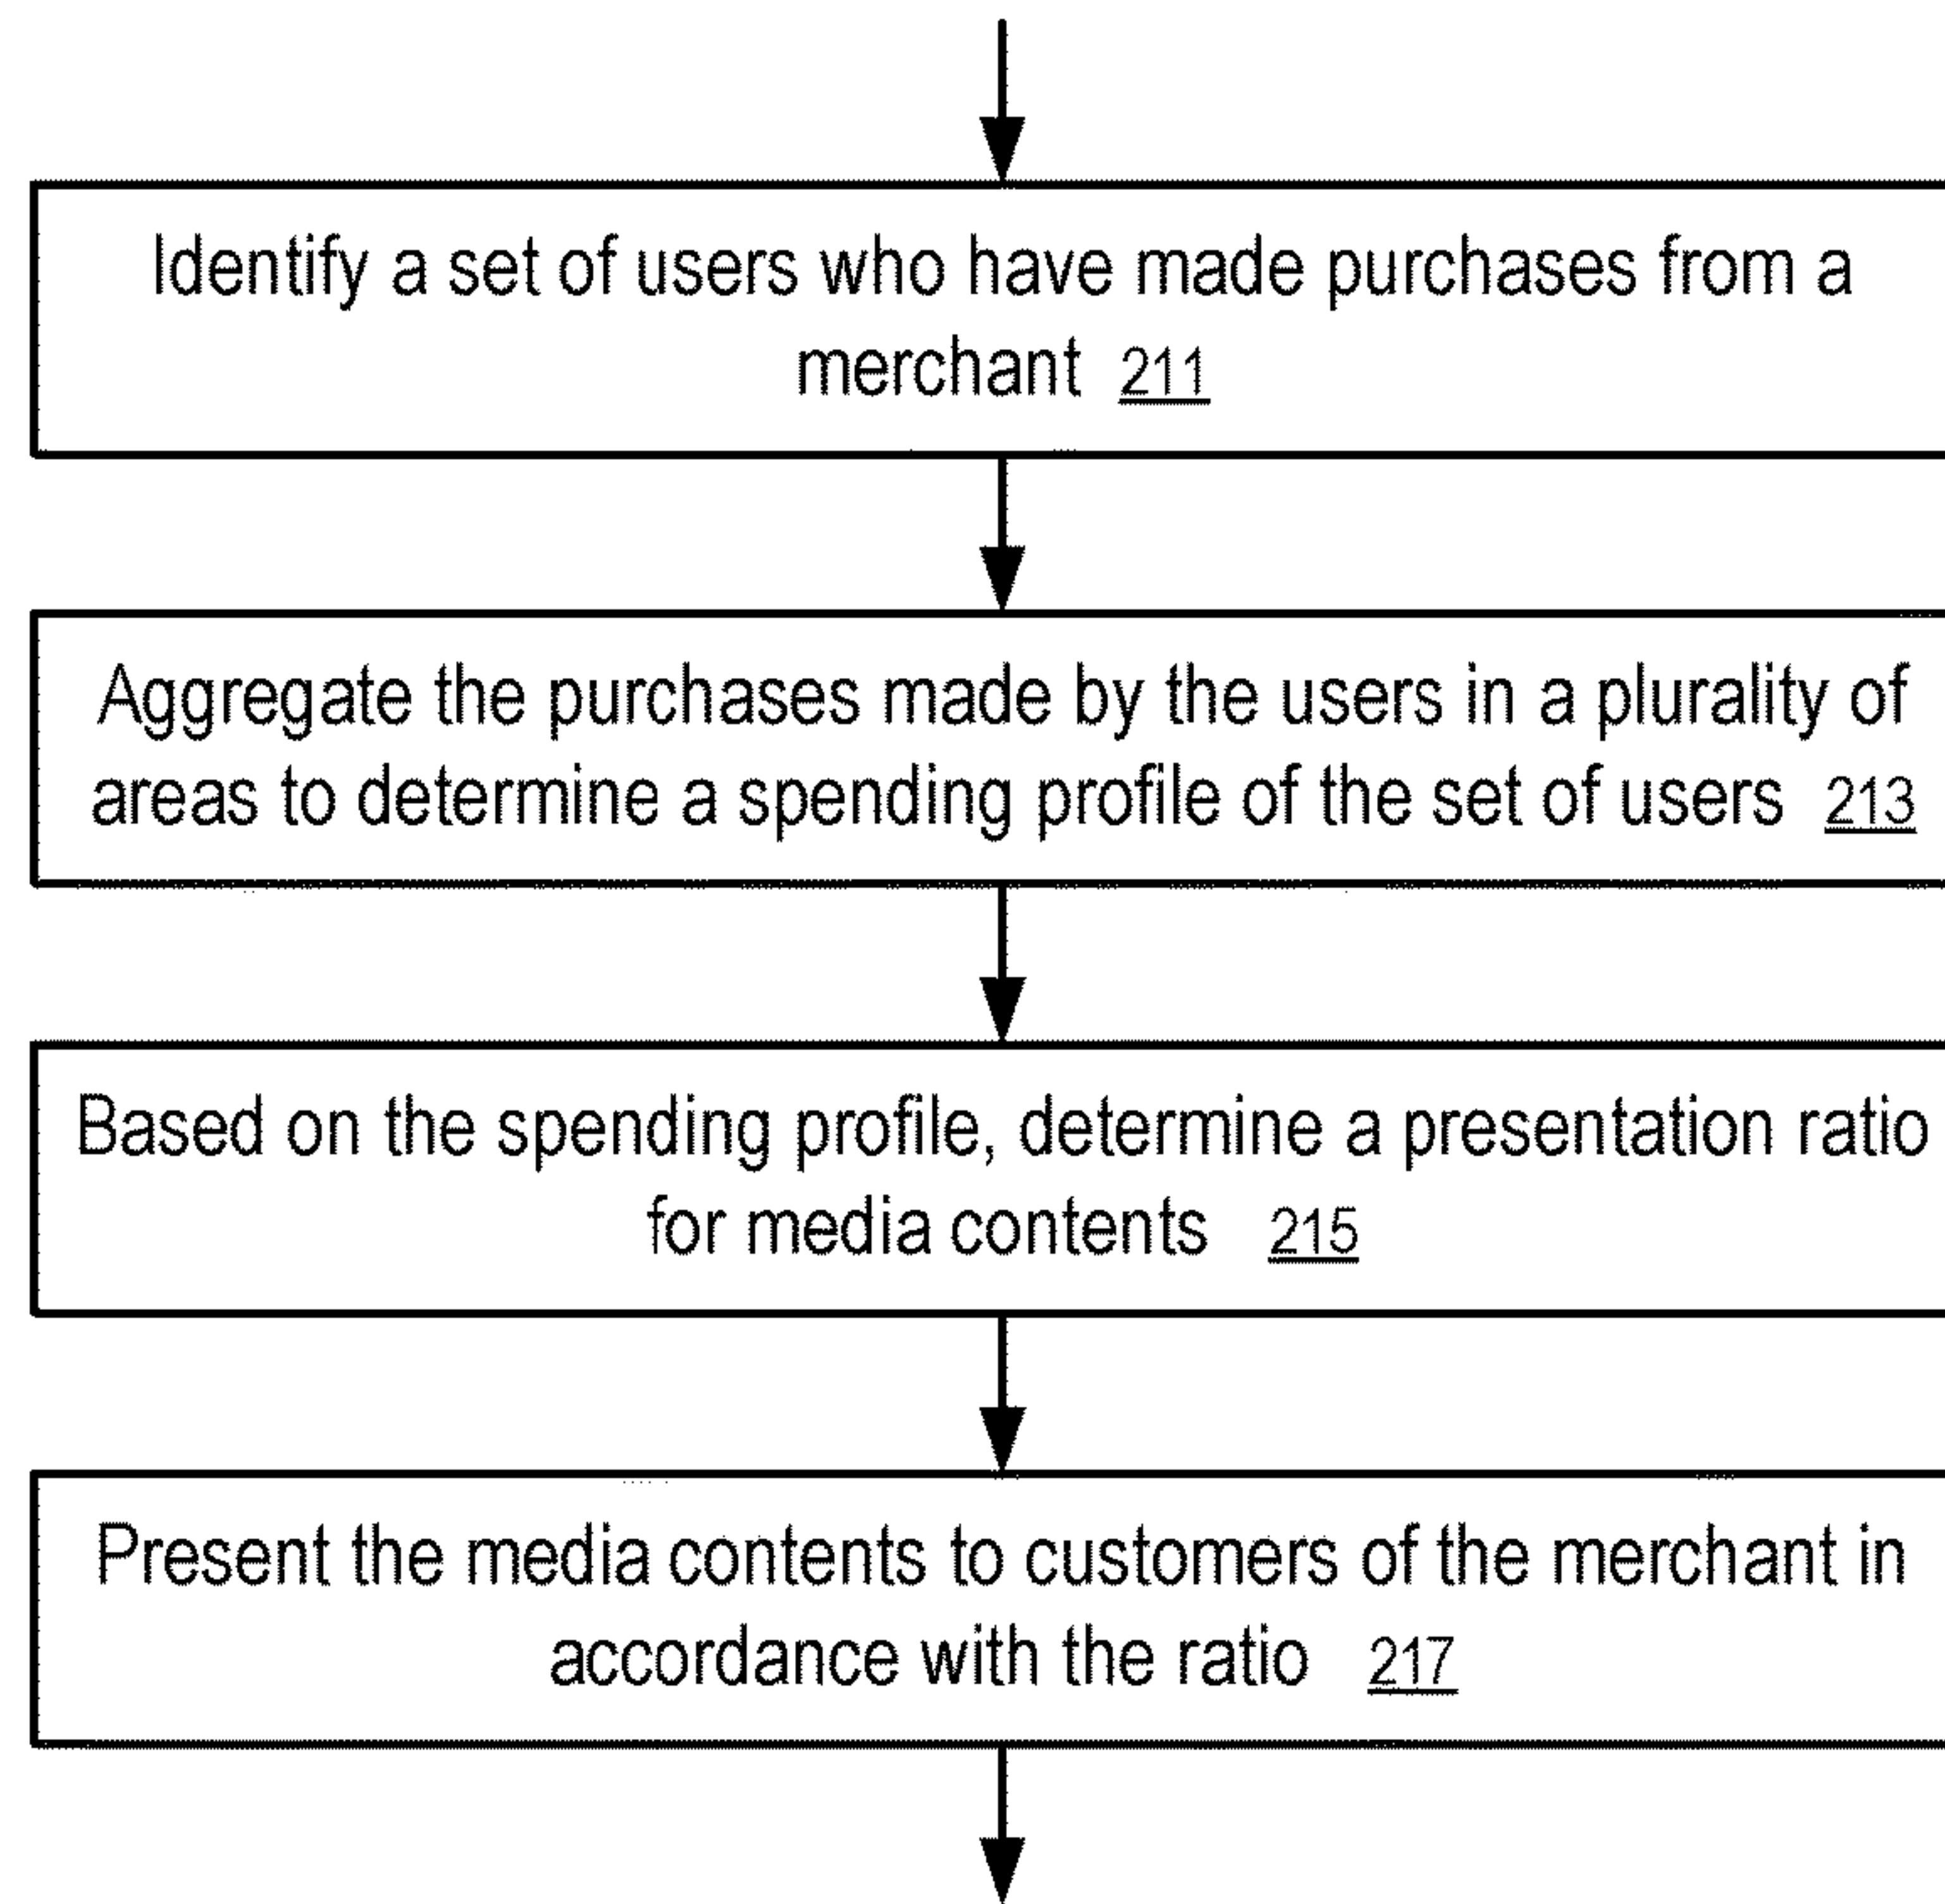 Identify a set of users who have made purchases from a
merchant 211
Aggregate the purchases made by the users in a plurality of
areas to determine a spending profile of the set of users 213
Based on the spending profile, determine a presentation ratio
for media contents 215
Present the media contents to customers of the merchant in
accordance with the ratio 217